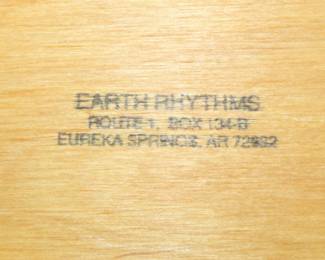 EARTH RHYTHMS
ROUTE 1, BOX 134-B
EUREKA SPRINGS, AR 72632